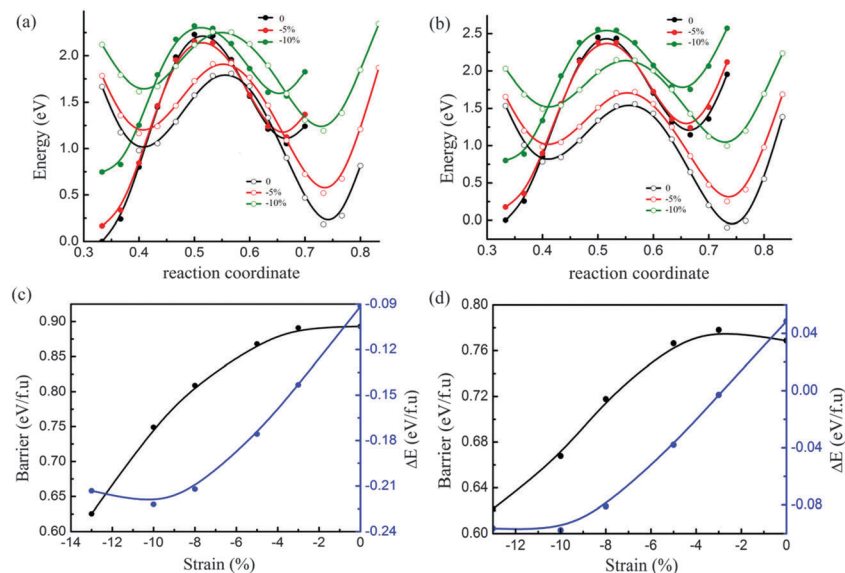 (a)
0
-5%
-10%
2.0
1.5
1.0
0.5
0.0
Energy (eV)
0
-5%
-10%
0.3 0.4 0.5 0.6 0.7 0.8
reaction coordinate
(b)
0
-5%
-10%
2.5
2.0
1.5
1.0
0.5
0.0
Energy (eV)
0
-5%
-10%
0.3 0.4 0.5 0.6 0.7 0.8
reaction coordinate
(c)
0.90
0.85
0.80
0.75
0.70
0.65
0.60
Barrier (eV/f.u)
-0.09
-0.12
-0.15
-0.18
-0.21
-0.24
ΔE (eV/f.u)
-14 -12 -10 -8 -6 -4 -2 0
Strain (%)
(d)
0.80
0.76
0.72
0.68
0.64
0.60
Barrier (eV/f.u)
0.04
0.00
-0.04
-0.08
ΔE (eV/f.u)
-12 -10 -8 -6 -4 -2 0
Strain (%)